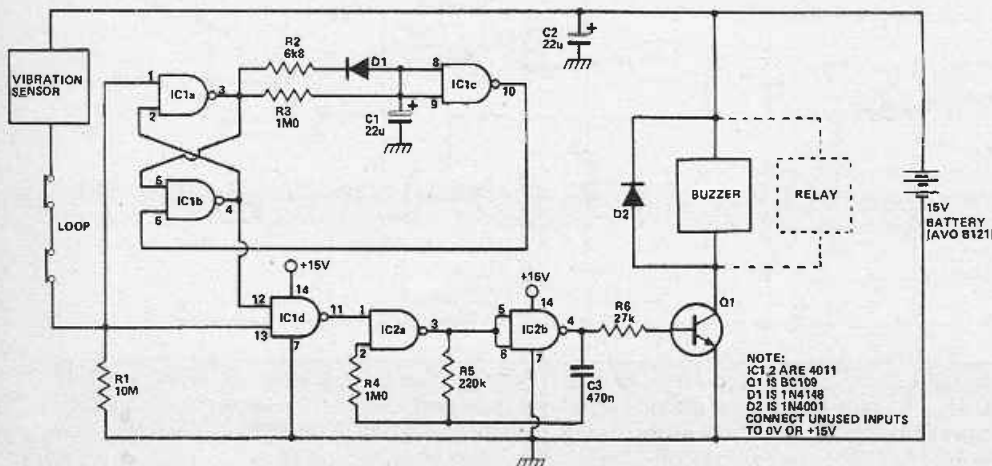 VIBRATION
SENSOR
LOOP
R1
10M
1
2
IC1a
3
R2
6k8
D1
R3
1M0
C1
22u
+
8
9
IC1c
10
C2
22u
+
5
6
IC1b
4
+15V
14
12
13
IC1d
11
7
1
2
IC2a
3
R4
1M0
R5
220k
+15V
14
5
6
IC2b
4
7
C3
470n
R6
27k
D2
BUZZER
RELAY
Q1
15V
BATTERY
[AVO B121]
NOTE:
IC1,2 ARE 4011
Q1 IS BC109
D1 IS 1N4148
D2 IS 1N4001
CONNECT UNUSED INPUTS
TO 0V OR +15V